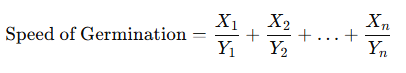 Speed of Germination = X₁/Y₁ + X₂/Y₂ + … + Xₙ/Yₙ